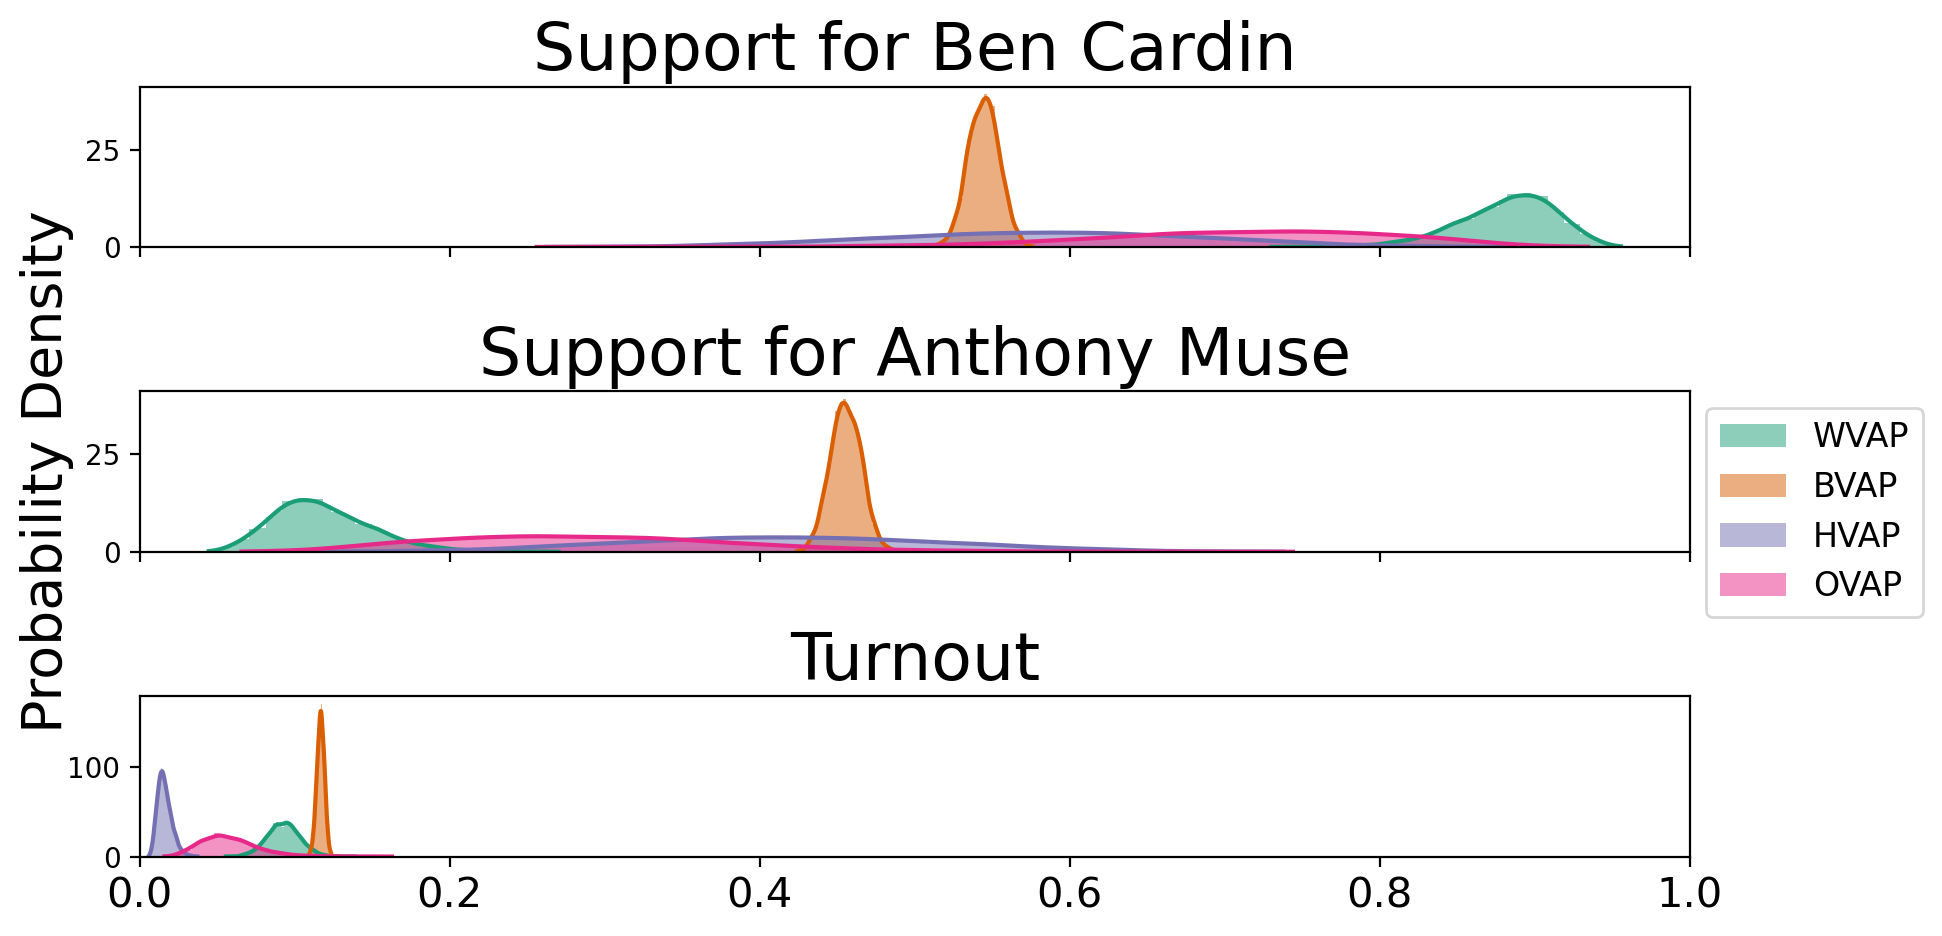 Support for Ben Cardin
25
0
Probability Density
Support for Anthony Muse
25
0
WVAP
BVAP
HVAP
OVAP
Turnout
100
0
0.0 0.2 0.4 0.6 0.8 1.0